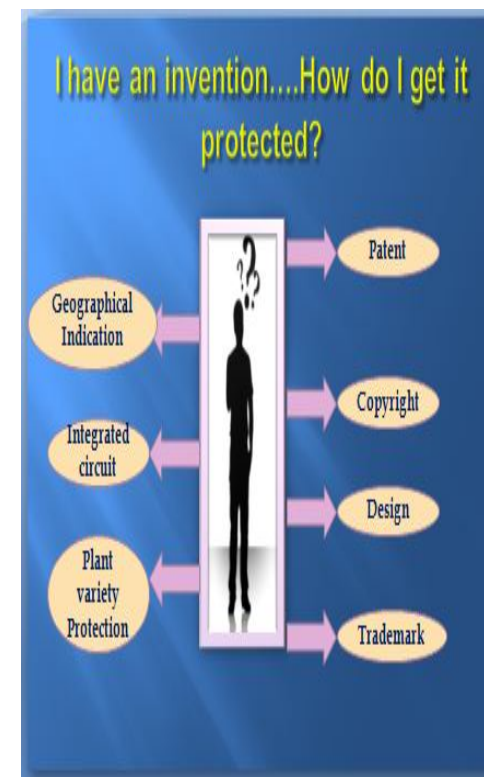 I have an invention....How do I get it
protected?
Geographical
Indication
Integrated
circuit
Plant
variety
Protection
? ? ?
Patent
Copyright
Design
Trademark